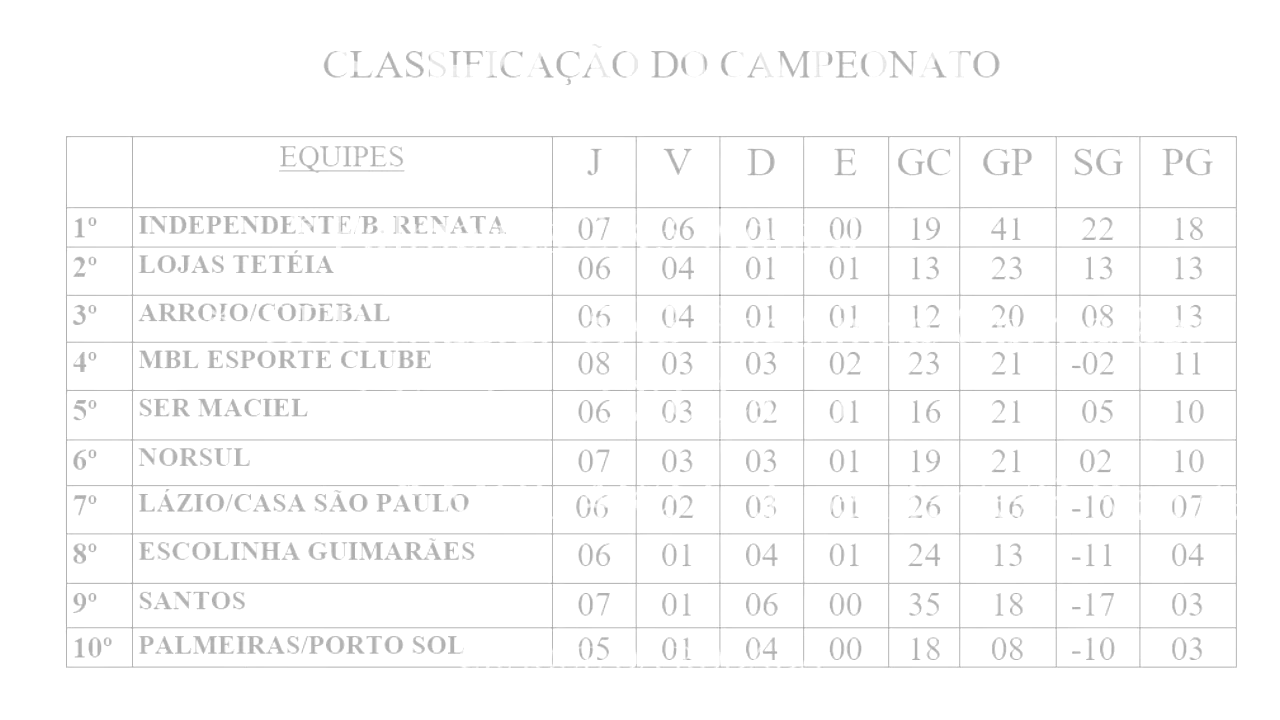 CLASSIFICAÇÃO DO CAMPEONATO
EQUIPES J V D E GC GP SG PG
1º INDEPENDENTE B. RENATA 07 06 01 00 19 41 22 18
2º LOJAS TETÉIA 06 04 01 01 13 23 13 13
3º ARROIO/CODEBAL 06 04 01 01 12 20 08 13
4º MBL ESPORTE CLUBE 08 03 03 02 23 21 -02 11
5º SER MACIEL 06 03 02 01 16 21 05 10
6º NORSUL 07 03 03 01 19 21 02 10
7º LÁZIO/CASA SÃO PAULO 06 02 03 01 26 16 -10 07
8º ESCOLINHA GUIMARÃES 06 01 04 01 24 13 -11 04
9º SANTOS 07 01 06 00 35 18 -17 03
10º PALMEIRAS/PORTO SOL 05 01 04 00 18 08 -10 03